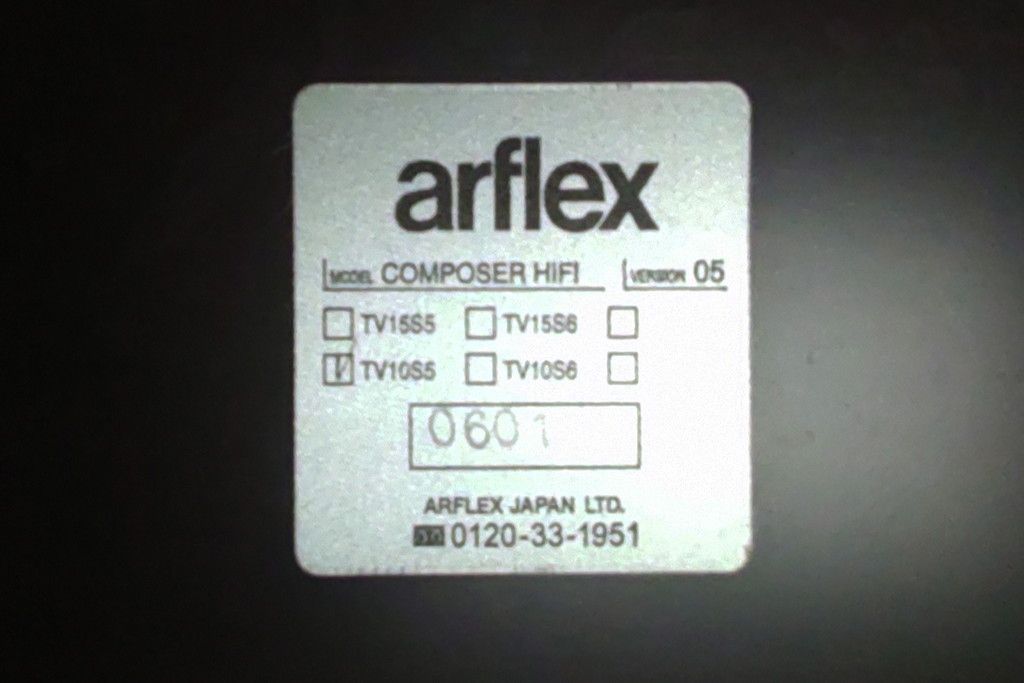 arflex
MODEL COMPOSER HIFI VERSION 05
TV15S5 TV15S6
TV10S5 TV10S6
0601
ARFLEX JAPAN LTD.
0120-33-1951